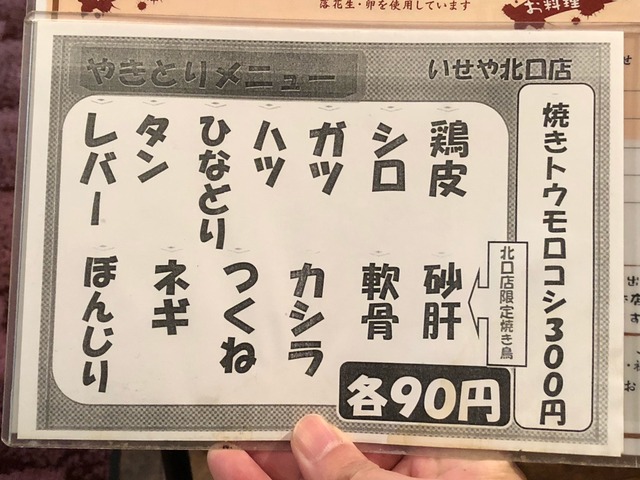 落花生・卵を使用しています
お料理
やきとりメニュー
いせや北口店
焼きトウモロコシ300円
北口店限定焼き鳥
鶏皮
シロ
ガツ
ハツ
ひなとり
タン
レバー
砂肝
軟骨
カシラ
つくね
ネギ
ぼんじり
各90円